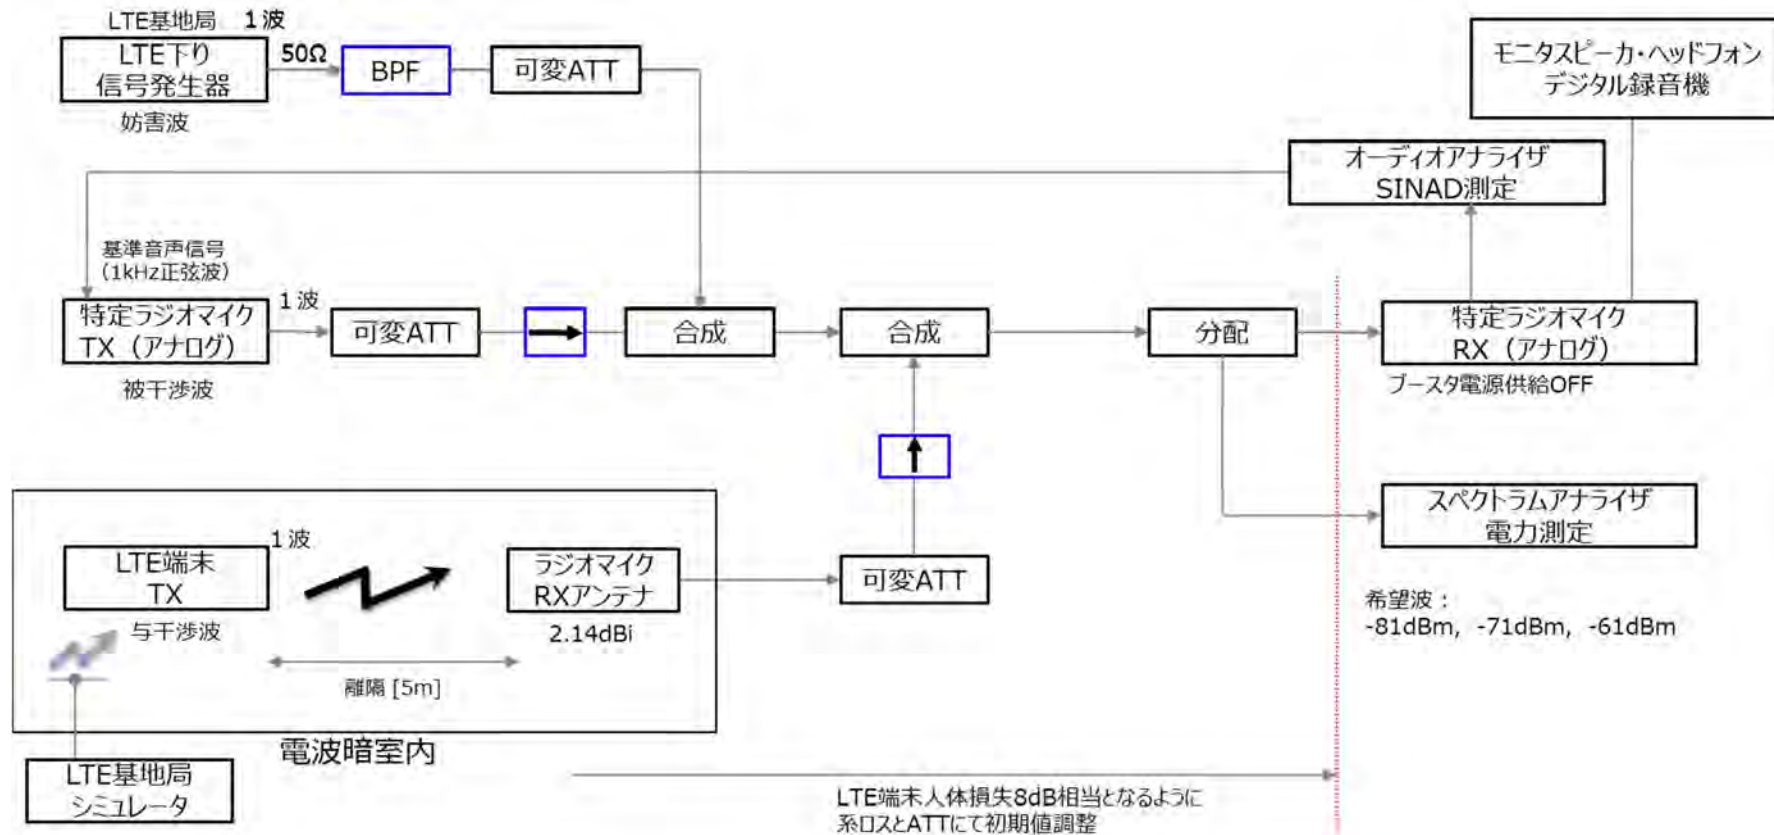 LTE基地局 1波
LTE下り
信号発生器
妨害波
50Ω
BPF
可変ATT
モニタスピーカ・ヘッドフォン
デジタル録音機
オーディオアナライザ
SINAD測定
基準音声信号
(1kHz正弦波)
特定ラジオマイク
TX(アナログ)
被干渉波
1波
可変ATT
合成
合成
分配
特定ラジオマイク
RX(アナログ)
ブースタ電源供給OFF
スペクトラムアナライザ
電力測定
希望波:
-81dBm, -71dBm, -61dBm
LTE端末
TX
1波
与干渉波
ラジオマイク
RXアンテナ
2.14dBi
可変ATT
離隔 [5m]
電波暗室内
LTE基地局
シミュレータ
LTE端末人体損失8dB相当となるように
系ロスとATTにて初期値調整